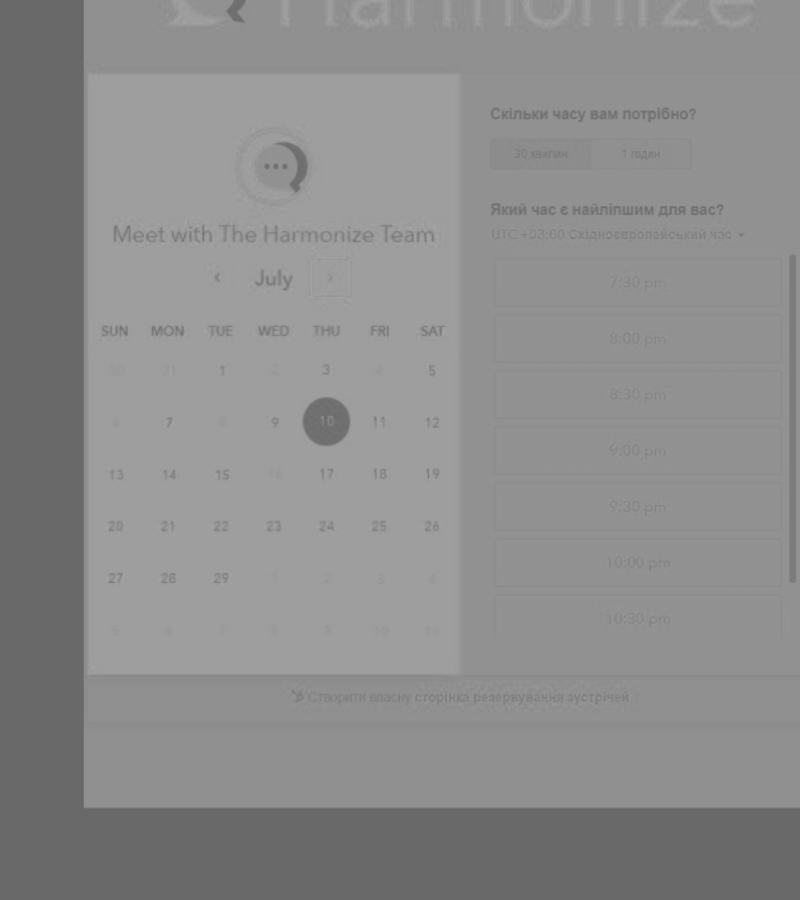 Harmonize
Meet with The Harmonize Team
July
SUN MON TUE WED THU FRI SAT
30 31 1 2 3 4 5
6 7 8 9 10 11 12
13 14 15 16 17 18 19
20 21 22 23 24 25 26
27 28 29 1 2 3 4
5 6 7 8 9 10 11
Скільки часу вам потрібно?
30 хвилин 1 годин
Який час є найліпшим для вас?
UTC +03:00 Східноєвропейський час
7:30 pm
8:00 pm
8:30 pm
9:00 pm
9:30 pm
10:00 pm
10:30 pm
Створити власну сторінка резервування зустрічей